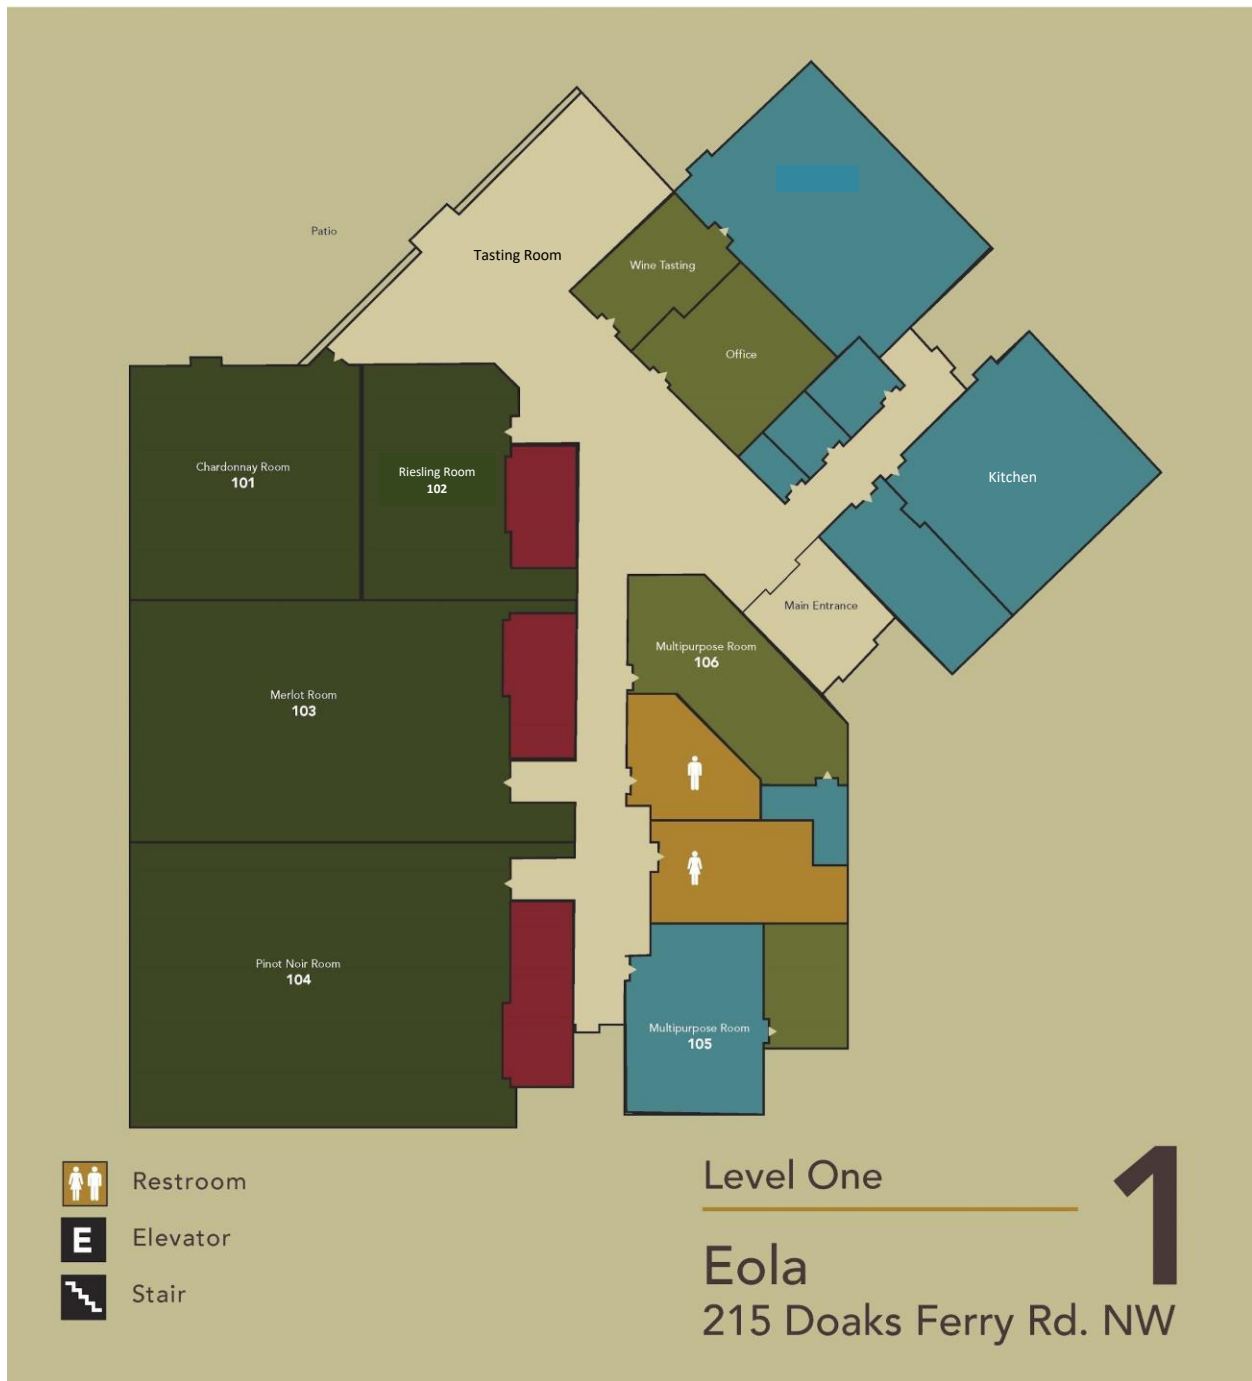 Patio
Tasting Room
Wine Tasting
Office
Chardonnay Room
101
Riesling Room
102
Kitchen
Main Entrance
Multipurpose Room
106
Merlot Room
103
Pinot Noir Room
104
Multipurpose Room
105
Restroom
E
Elevator
Stair
Level One
1
Eola
215 Doaks Ferry Rd. NW